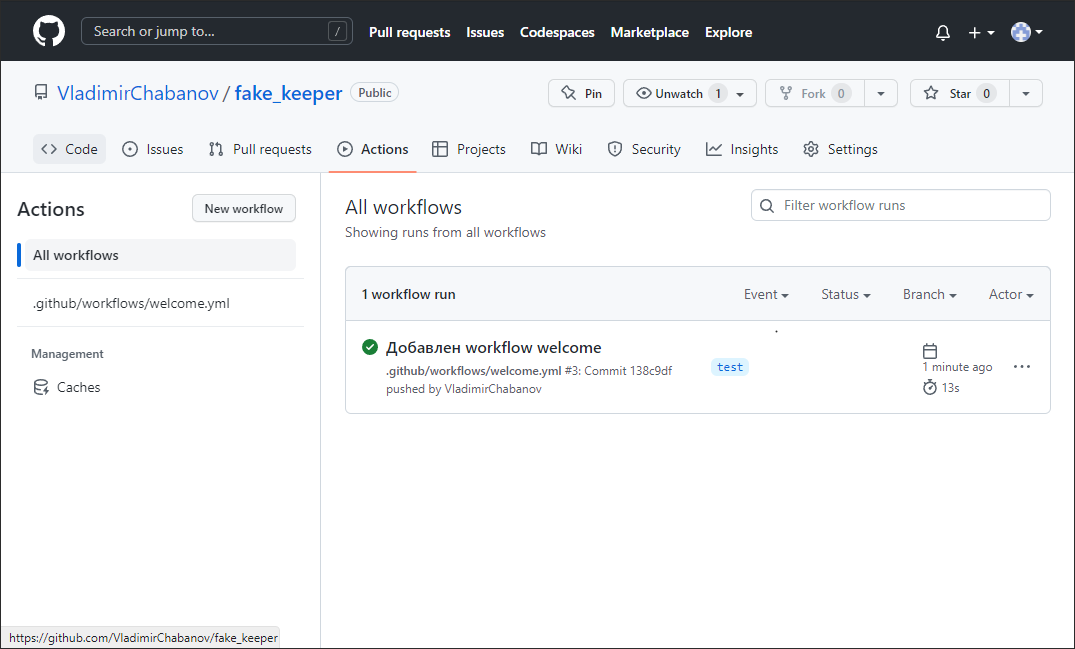 Search or jump to... / Pull requests Issues Codespaces Marketplace Explore
VladimirChabanov / fake_keeper Public Pin Unwatch 1 Fork 0 Star 0
Code Issues Pull requests Actions Projects Wiki Security Insights Settings
Actions New workflow
All workflows
.github/workflows/welcome.yml
Management
Caches
All workflows
Showing runs from all workflows
Filter workflow runs
1 workflow run Event Status Branch Actor
Добавлен workflow welcome
.github/workflows/welcome.yml #3: Commit 138c9df
pushed by VladimirChabanov
test
1 minute ago
13s
https://github.com/VladimirChabanov/fake_keeper